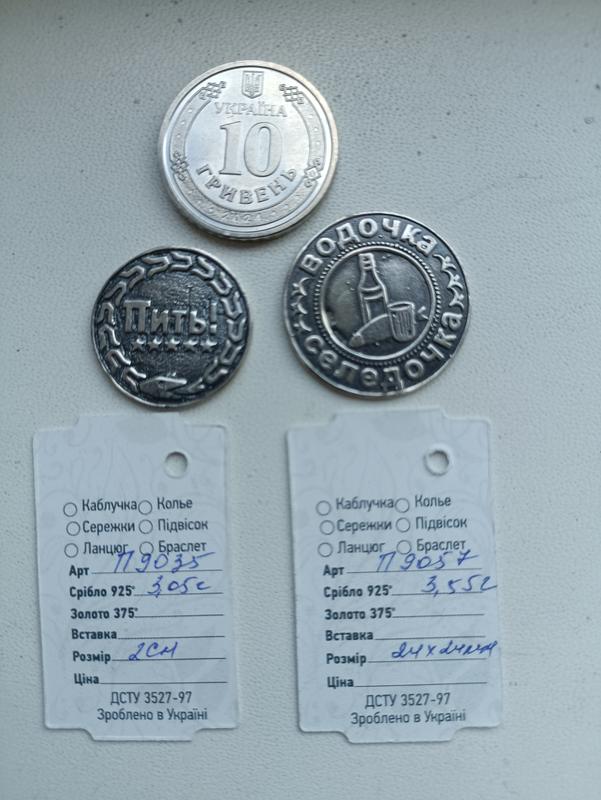 УКРАЇНА
10
ГРИВЕНЬ
Пить!
водочка
селедочка
Каблучка Колье
Сережки Підвісок
Ланцюг Браслет
Арт П9035
Срібло 925° 3,05г
Золото 375°
Вставка
Розмір 2см
Ціна
ДСТУ 3527-97
Зроблено в Україні
Каблучка Колье
Сережки Підвісок
Ланцюг Браслет
Арт П9057
Срібло 925° 3,55г
Золото 375°
Вставка
Розмір 24х24мм
Ціна
ДСТУ 3527-97
Зроблено в Україні